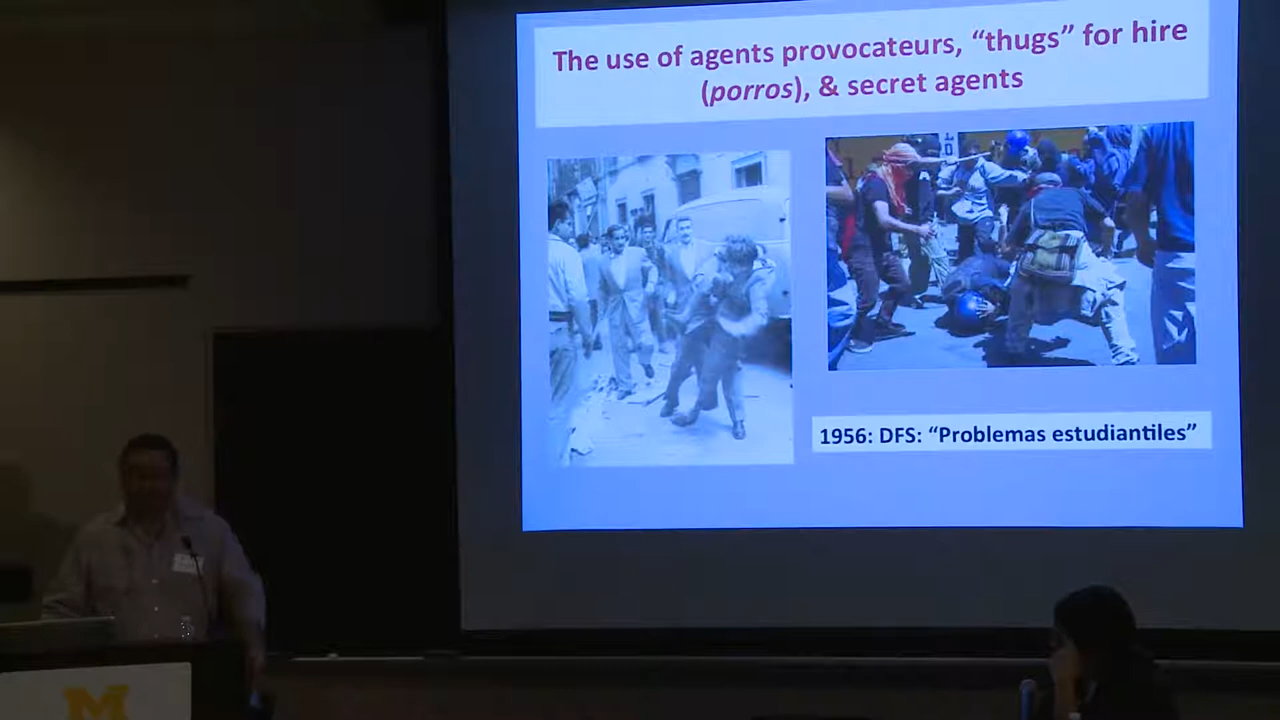 The use of agents provocateurs, “thugs” for hire
(porros), & secret agents
1956: DFS: “Problemas estudiantiles”
M